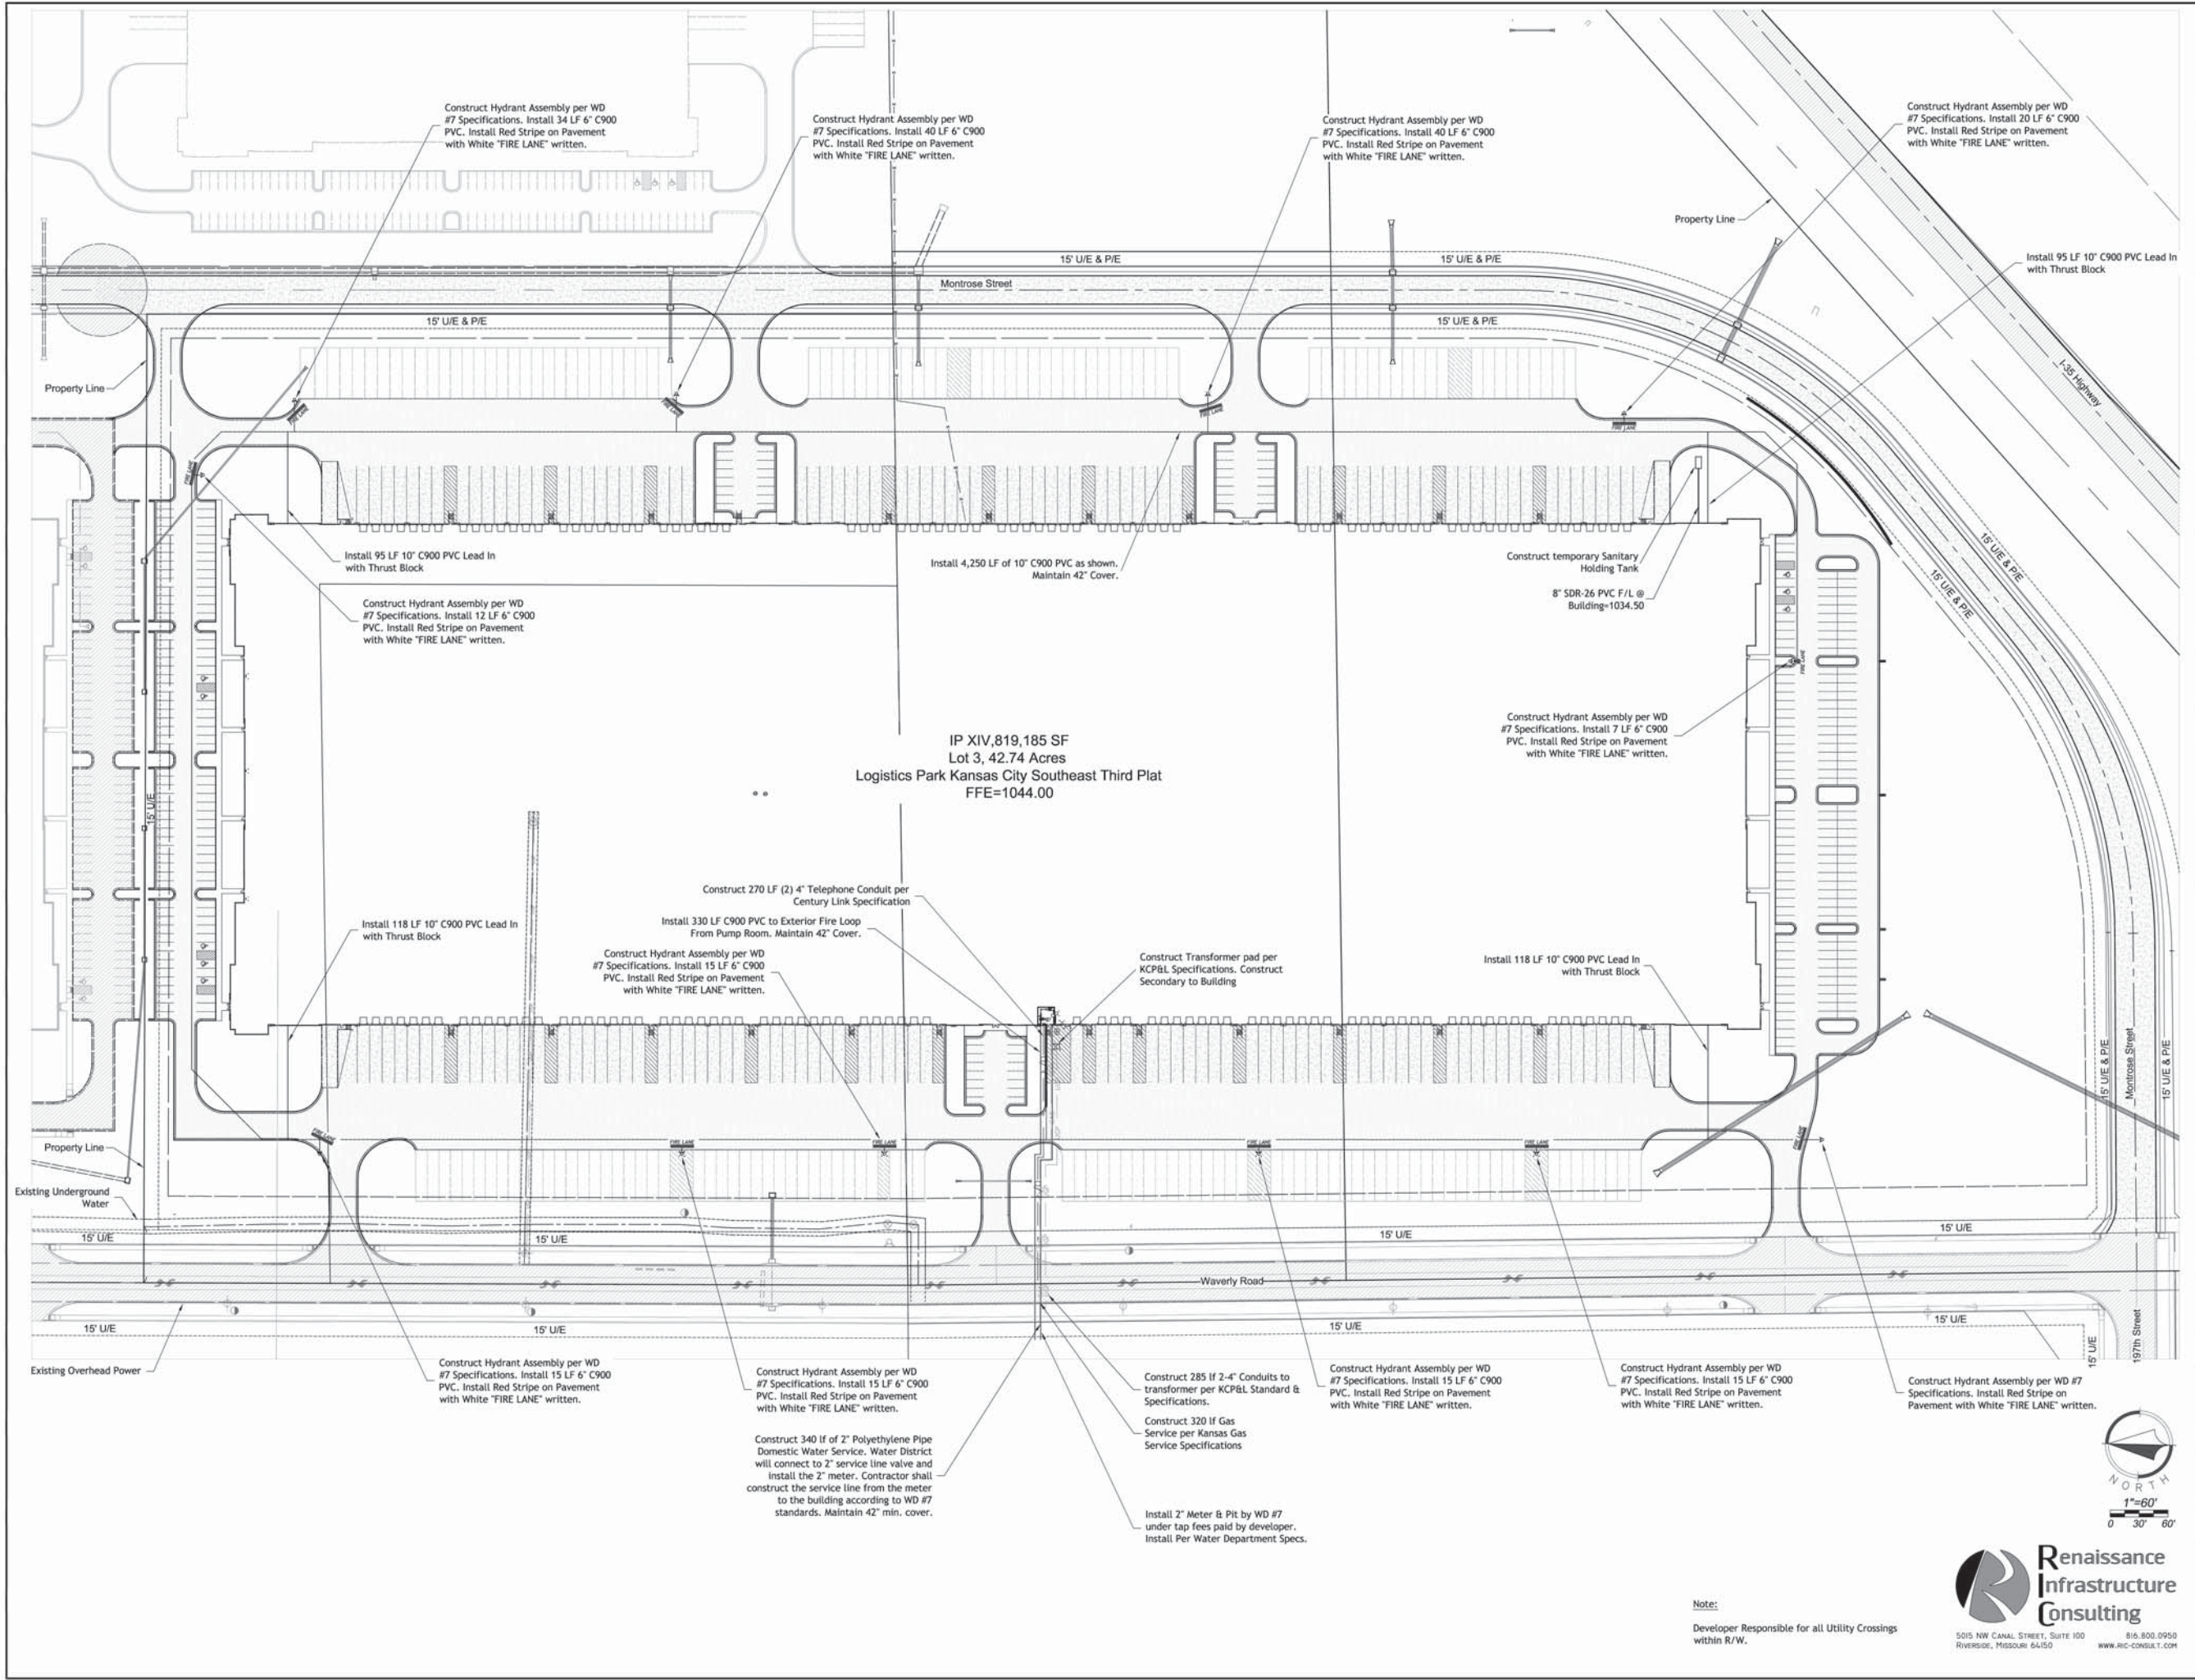 Construct Hydrant Assembly per WD
#7 Specifications. Install 34 LF 6" C900
PVC. Install Red Stripe on Pavement
with White "FIRE LANE" written.
Construct Hydrant Assembly per WD
#7 Specifications. Install 40 LF 6" C900
PVC. Install Red Stripe on Pavement
with White "FIRE LANE" written.
Construct Hydrant Assembly per WD
#7 Specifications. Install 40 LF 6" C900
PVC. Install Red Stripe on Pavement
with White "FIRE LANE" written.
Construct Hydrant Assembly per WD
#7 Specifications. Install 20 LF 6" C900
PVC. Install Red Stripe on Pavement
with White "FIRE LANE" written.
Property Line
Install 95 LF 10" C900 PVC Lead In
with Thrust Block
15' U/E & P/E
15' U/E & P/E
Montrose Street
15' U/E & P/E
15' U/E & P/E
I-35 Highway
Property Line
FIRE LANE
FIRE LANE
FIRE LANE
FIRE LANE
FIRE LANE
Install 95 LF 10" C900 PVC Lead In
with Thrust Block
Install 4,250 LF of 10" C900 PVC as shown.
Maintain 42" Cover.
Construct temporary Sanitary
Holding Tank
8" SDR-26 PVC F/L @
Building=1034.50
15' U/E & P/E
15' U/E & P/E
Construct Hydrant Assembly per WD
#7 Specifications. Install 12 LF 6" C900
PVC. Install Red Stripe on Pavement
with White "FIRE LANE" written.
FIRE LANE
Construct Hydrant Assembly per WD
#7 Specifications. Install 7 LF 6" C900
PVC. Install Red Stripe on Pavement
with White "FIRE LANE" written.
IP XIV,819,185 SF
Lot 3, 42.74 Acres
Logistics Park Kansas City Southeast Third Plat
FFE=1044.00
15' U/E
Construct 270 LF (2) 4" Telephone Conduit per
Century Link Specification
Install 330 LF C900 PVC to Exterior Fire Loop
From Pump Room. Maintain 42" Cover.
Install 118 LF 10" C900 PVC Lead In
with Thrust Block
Construct Hydrant Assembly per WD
#7 Specifications. Install 15 LF 6" C900
PVC. Install Red Stripe on Pavement
with White "FIRE LANE" written.
Construct Transformer pad per
KCP&L Specifications. Construct
Secondary to Building
Install 118 LF 10" C900 PVC Lead In
with Thrust Block
15' U/E & P/E
Montrose Street
15' U/E & P/E
FIRE LANE
FIRE LANE
FIRE LANE
FIRE LANE
FIRE LANE
FIRE LANE
Property Line
Existing Underground
Water
15' U/E
15' U/E
15' U/E
15' U/E
Waverly Road
15' U/E
15' U/E
15' U/E
15' U/E
15' U/E
197th Street
Existing Overhead Power
Construct Hydrant Assembly per WD
#7 Specifications. Install 15 LF 6" C900
PVC. Install Red Stripe on Pavement
with White "FIRE LANE" written.
Construct Hydrant Assembly per WD
#7 Specifications. Install 15 LF 6" C900
PVC. Install Red Stripe on Pavement
with White "FIRE LANE" written.
Construct 285 lf 2-4" Conduits to
transformer per KCP&L Standard &
Specifications.
Construct 320 lf Gas
Service per Kansas Gas
Service Specifications
Construct Hydrant Assembly per WD
#7 Specifications. Install 15 LF 6" C900
PVC. Install Red Stripe on Pavement
with White "FIRE LANE" written.
Construct Hydrant Assembly per WD
#7 Specifications. Install 15 LF 6" C900
PVC. Install Red Stripe on Pavement
with White "FIRE LANE" written.
Construct Hydrant Assembly per WD #7
Specifications. Install Red Stripe on
Pavement with White "FIRE LANE" written.
Construct 340 lf of 2" Polyethylene Pipe
Domestic Water Service. Water District
will connect to 2" service line valve and
install the 2" meter. Contractor shall
construct the service line from the meter
to the building according to WD #7
standards. Maintain 42" min. cover.
Install 2" Meter & Pit by WD #7
under tap fees paid by developer.
Install Per Water Department Specs.
NORTH
1"=60'
0 30' 60'
Renaissance
Infrastructure
Consulting
5015 NW Canal Street, Suite 100 816.800.0950
Riverside, Missouri 64150 www.ric-consult.com
Note:
Developer Responsible for all Utility Crossings
within R/W.